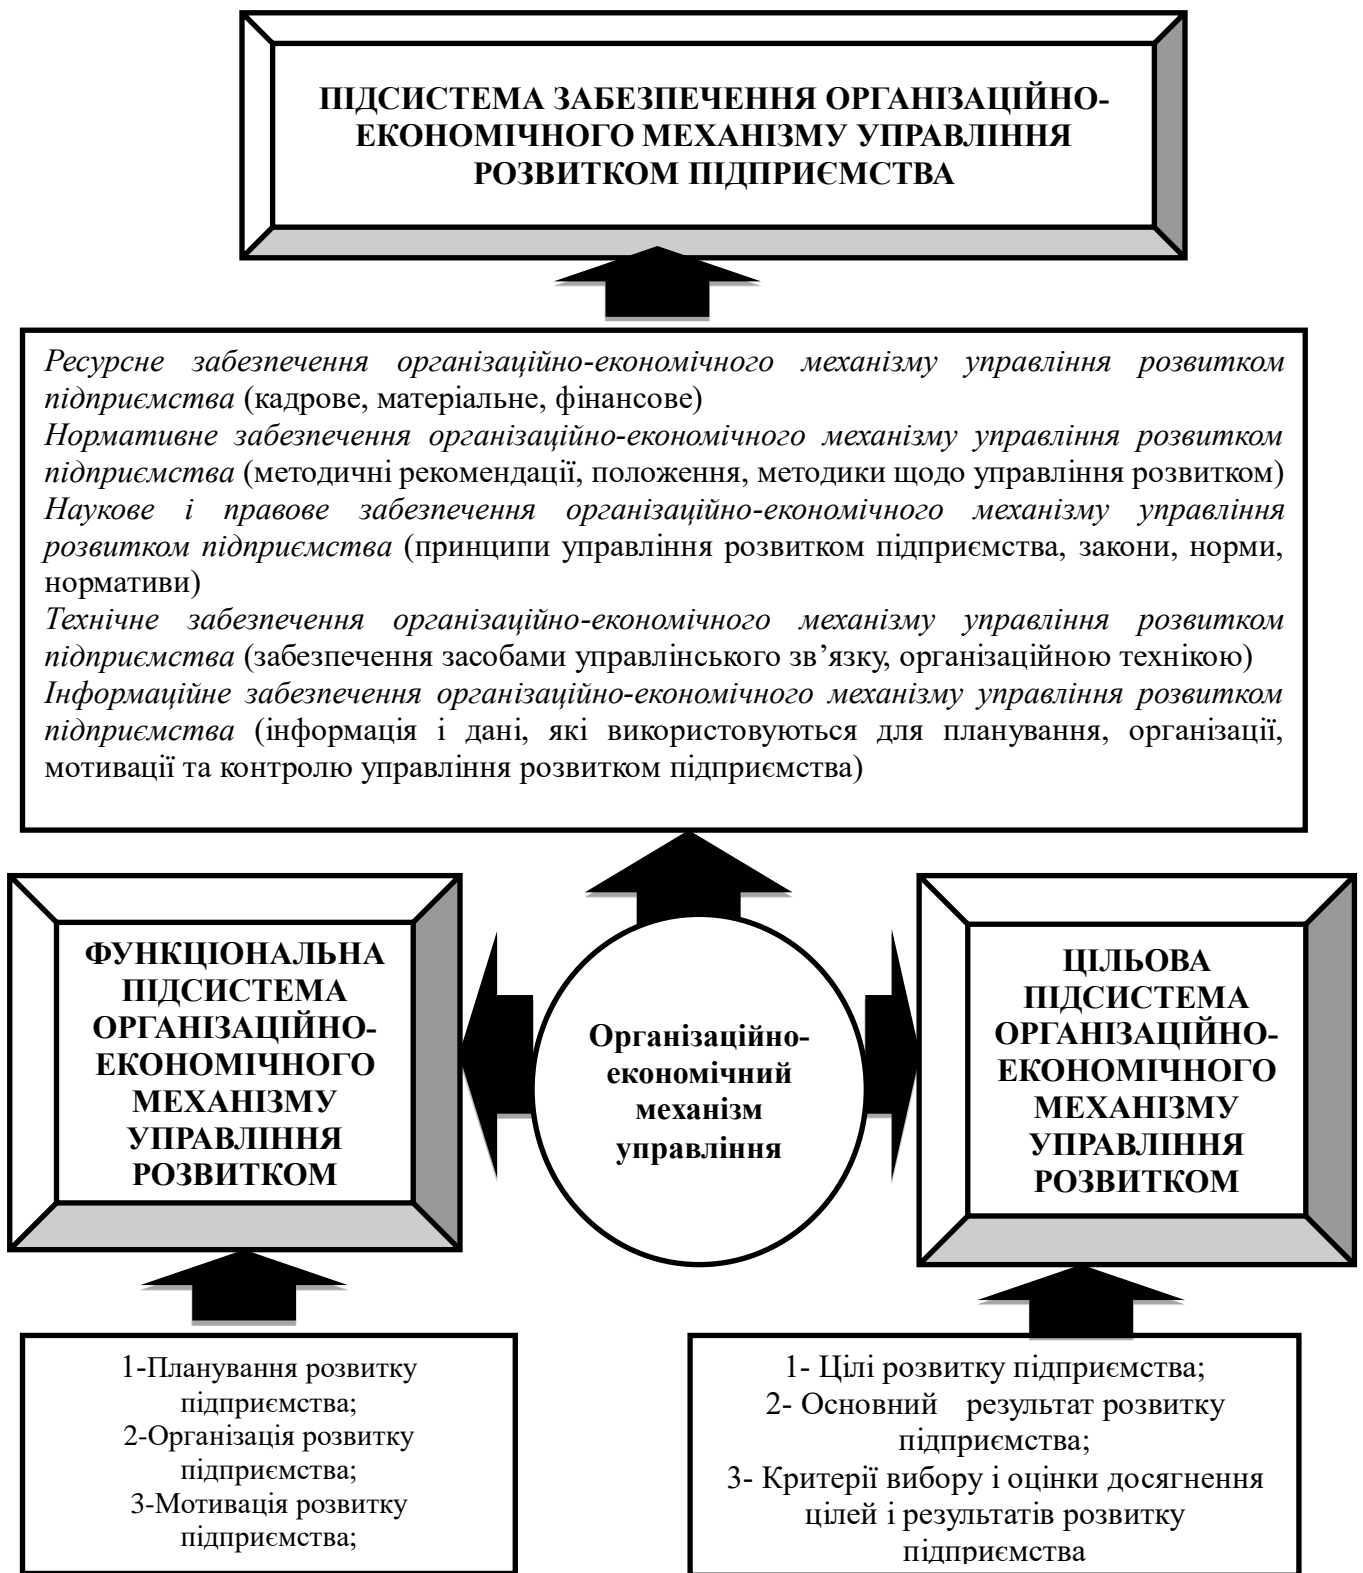 ПІДСИСТЕМА ЗАБЕЗПЕЧЕННЯ ОРГАНІЗАЦІЙНО-
ЕКОНОМІЧНОГО МЕХАНІЗМУ УПРАВЛІННЯ
РОЗВИТКОМ ПІДПРИЄМСТВА
Ресурсне забезпечення організаційно-економічного механізму управління розвитком
підприємства (кадрове, матеріальне, фінансове)
Нормативне забезпечення організаційно-економічного механізму управління розвитком
підприємства (методичні рекомендації, положення, методики щодо управління розвитком)
Наукове і правове забезпечення організаційно-економічного механізму управління
розвитком підприємства (принципи управління розвитком підприємства, закони, норми,
нормативи)
Технічне забезпечення організаційно-економічного механізму управління розвитком
підприємства (забезпечення засобами управлінського зв’язку, організаційною технікою)
Інформаційне забезпечення організаційно-економічного механізму управління розвитком
підприємства (інформація і дані, які використовуються для планування, організації,
мотивації та контролю управління розвитком підприємства)
ФУНКЦІОНАЛЬНА
ПІДСИСТЕМА
ОРГАНІЗАЦІЙНО-
ЕКОНОМІЧНОГО
МЕХАНІЗМУ
УПРАВЛІННЯ
РОЗВИТКОМ
Організаційно-
економічний
механізм
управління
ЦІЛЬОВА
ПІДСИСТЕМА
ОРГАНІЗАЦІЙНО-
ЕКОНОМІЧНОГО
МЕХАНІЗМУ
УПРАВЛІННЯ
РОЗВИТКОМ
1-Планування розвитку
підприємства;
2-Організація розвитку
підприємства;
3-Мотивація розвитку
підприємства;
1- Цілі розвитку підприємства;
2- Основний результат розвитку
підприємства;
3- Критерії вибору і оцінки досягнення
цілей і результатів розвитку
підприємства